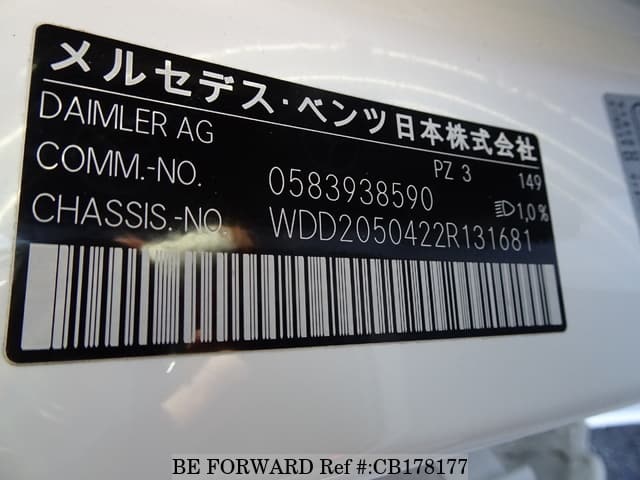 メルセデス・ベンツ日本株式会社
DAIMLER AG
PZ 3 149
COMM.-NO. 0583938590 1,0%
CHASSIS.-NO. WDD2050422R131681
BE FORWARD Ref #:CB178177